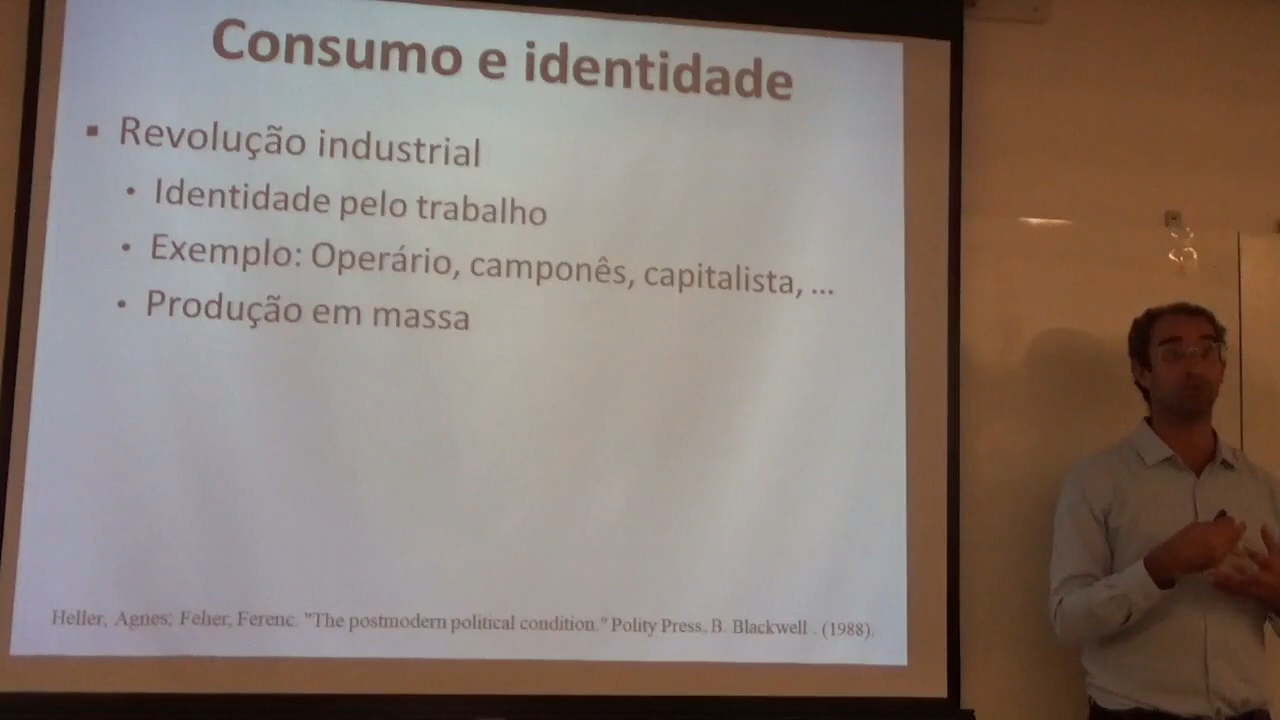 Consumo e identidade
▪ Revolução industrial
• Identidade pelo trabalho
• Exemplo: Operário, camponês, capitalista, ...
• Produção em massa
Heller, Agnes; Feher, Ferenc. "The postmodern political condition." Polity Press, B. Blackwell . (1988).